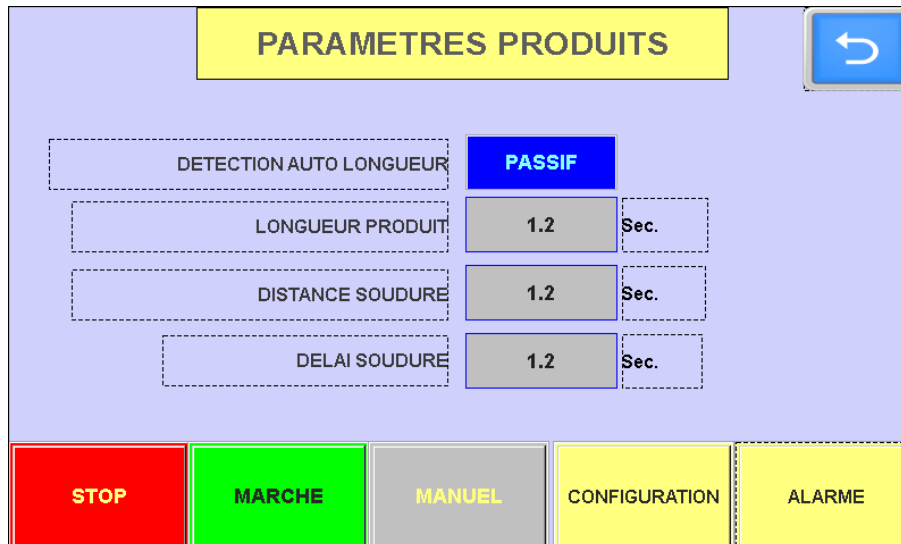 PARAMETRES PRODUITS
DETECTION AUTO LONGUEUR PASSIF
LONGUEUR PRODUIT 1.2 Sec.
DISTANCE SOUDURE 1.2 Sec.
DELAI SOUDURE 1.2 Sec.
STOP MARCHE MANUEL CONFIGURATION ALARME